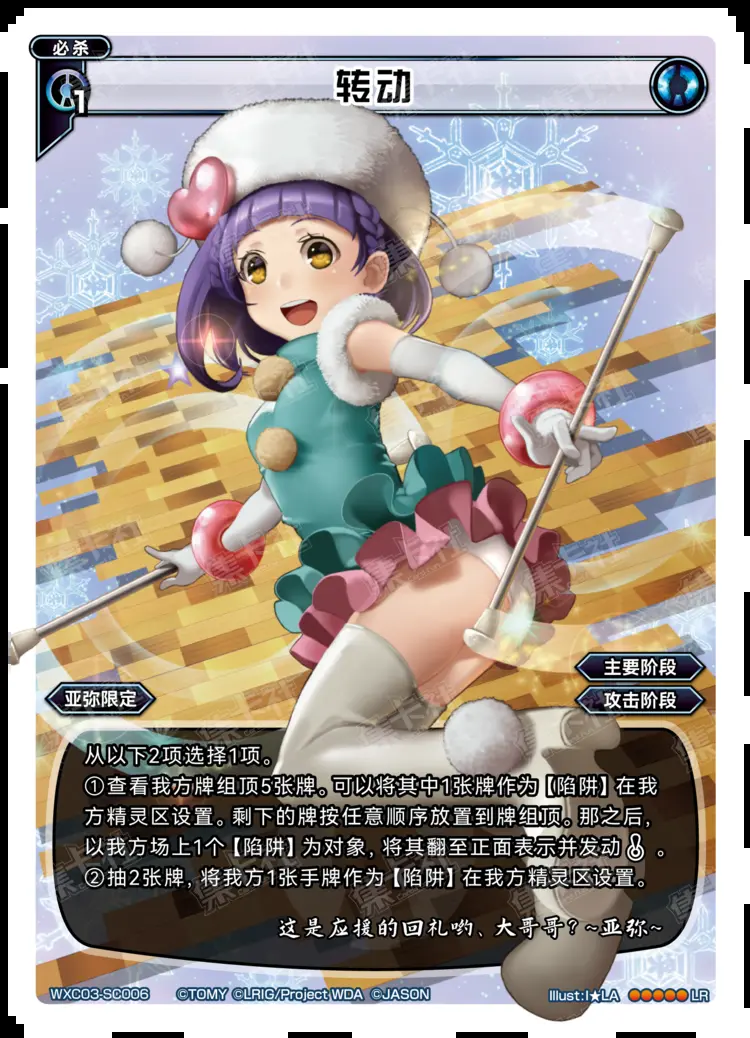 必杀
1
转动
主要阶段
亚弥限定
攻击阶段
从以下2项选择1项。
①查看我方牌组顶5张牌。可以将其中1张牌作为【陷阱】在我
方精灵区设置。剩下的牌按任意顺序放置到牌组顶。那之后，
以我方场上1个【陷阱】为对象，将其翻至正面表示并发动 。
②抽2张牌，将我方1张手牌作为【陷阱】在我方精灵区设置。
这是应援的回礼哟、大哥哥？~亚弥~
WXC03-SC006 ©TOMY ©LRIG/Project WDA ©JASON Illust:I★LA LR